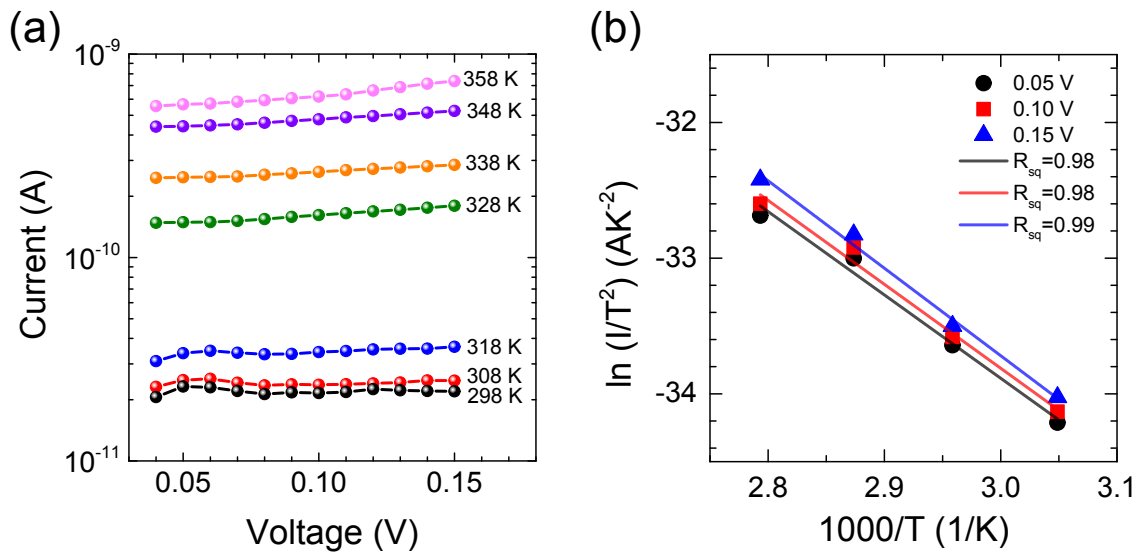 (a)
10⁻⁹
10⁻¹⁰
10⁻¹¹
Current (A)
358 K
348 K
338 K
328 K
318 K
308 K
298 K
0.05
0.10
0.15
Voltage (V)
(b)
-32
-33
-34
ln (I/T²) (AK⁻²)
0.05 V
0.10 V
0.15 V
R_sq=0.98
R_sq=0.98
R_sq=0.99
2.8
2.9
3.0
3.1
1000/T (1/K)